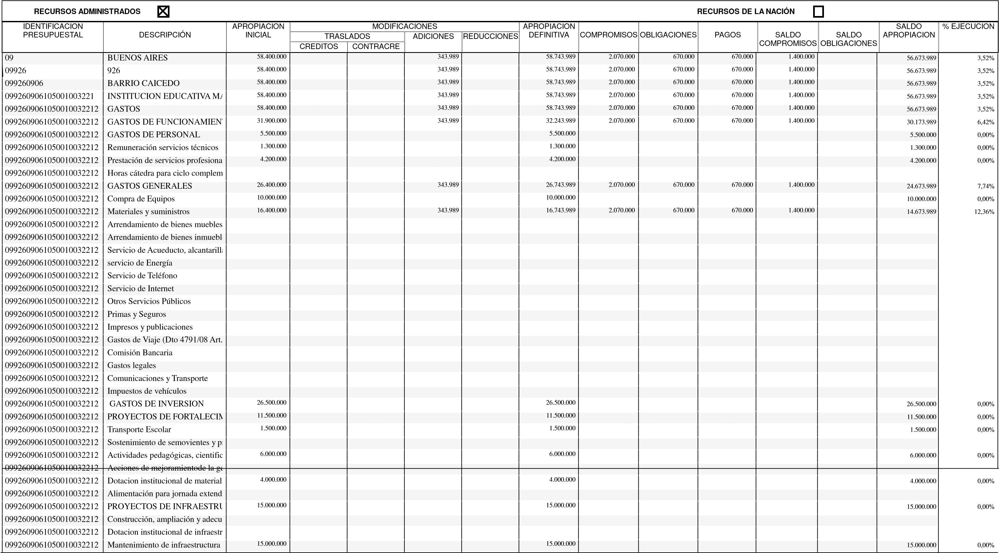 RECURSOS ADMINISTRADOS ☒ RECURSOS DE LA NACIÓN ☐
IDENTIFICACION PRESUPUESTAL DESCRIPCIÓN APROPIACION INICIAL MODIFICACIONES TRASLADOS CREDITOS CONTRACRE ADICIONES REDUCCIONES APROPIACION DEFINITIVA COMPROMISOS OBLIGACIONES PAGOS SALDO COMPROMISOS SALDO OBLIGACIONES SALDO APROPIACION % EJECUCION
09 BUENOS AIRES 58.400.000 343.989 58.743.989 2.070.000 670.000 670.000 1.400.000 56.673.989 3,52%
09926 926 58.400.000 343.989 58.743.989 2.070.000 670.000 670.000 1.400.000 56.673.989 3,52%
099260906 BARRIO CAICEDO 58.400.000 343.989 58.743.989 2.070.000 670.000 670.000 1.400.000 56.673.989 3,52%
099260906105001003221 INSTITUCION EDUCATIVA MA 58.400.000 343.989 58.743.989 2.070.000 670.000 670.000 1.400.000 56.673.989 3,52%
0992609061050010032212 GASTOS 58.400.000 343.989 58.743.989 2.070.000 670.000 670.000 1.400.000 56.673.989 3,52%
0992609061050010032212 GASTOS DE FUNCIONAMIEN 31.900.000 343.989 32.243.989 2.070.000 670.000 670.000 1.400.000 30.173.989 6,42%
0992609061050010032212 GASTOS DE PERSONAL 5.500.000 5.500.000 5.500.000 0,00%
0992609061050010032212 Remuneración servicios técnicos 1.300.000 1.300.000 1.300.000 0,00%
0992609061050010032212 Prestación de servicios profesiona 4.200.000 4.200.000 4.200.000 0,00%
0992609061050010032212 Horas cátedra para ciclo complem
0992609061050010032212 GASTOS GENERALES 26.400.000 343.989 26.743.989 2.070.000 670.000 670.000 1.400.000 24.673.989 7,74%
0992609061050010032212 Compra de Equipos 10.000.000 10.000.000 10.000.000 0,00%
0992609061050010032212 Materiales y suministros 16.400.000 343.989 16.743.989 2.070.000 670.000 670.000 1.400.000 14.673.989 12,36%
0992609061050010032212 Arrendamiento de bienes muebles
0992609061050010032212 Arrendamiento de bienes inmuebl
0992609061050010032212 Servicio de Acueducto, alcantarilla
0992609061050010032212 servicio de Energía
0992609061050010032212 Servicio de Teléfono
0992609061050010032212 Servicio de Internet
0992609061050010032212 Otros Servicios Públicos
0992609061050010032212 Primas y Seguros
0992609061050010032212 Impresos y publicaciones
0992609061050010032212 Gastos de Viaje (Dto 4791/08 Art.
0992609061050010032212 Comisión Bancaria
0992609061050010032212 Gastos legales
0992609061050010032212 Comunicaciones y Transporte
0992609061050010032212 Impuestos de vehículos
0992609061050010032212 GASTOS DE INVERSION 26.500.000 26.500.000 26.500.000 0,00%
0992609061050010032212 PROYECTOS DE FORTALECIM 11.500.000 11.500.000 11.500.000 0,00%
0992609061050010032212 Transporte Escolar 1.500.000 1.500.000 1.500.000 0,00%
0992609061050010032212 Sostenimiento de semovientes y pr
0992609061050010032212 Actividades pedagógicas, cientific 6.000.000 6.000.000 6.000.000 0,00%
0992609061050010032212 Acciones de mejoramientode la ge
0992609061050010032212 Dotacion institucional de material 4.000.000 4.000.000 4.000.000 0,00%
0992609061050010032212 Alimentación para jornada extend
0992609061050010032212 PROYECTOS DE INFRAESTRU 15.000.000 15.000.000 15.000.000 0,00%
0992609061050010032212 Construcción, ampliación y adecu
0992609061050010032212 Dotacion institucional de infraestr
0992609061050010032212 Mantenimiento de infraestructura 15.000.000 15.000.000 15.000.000 0,00%